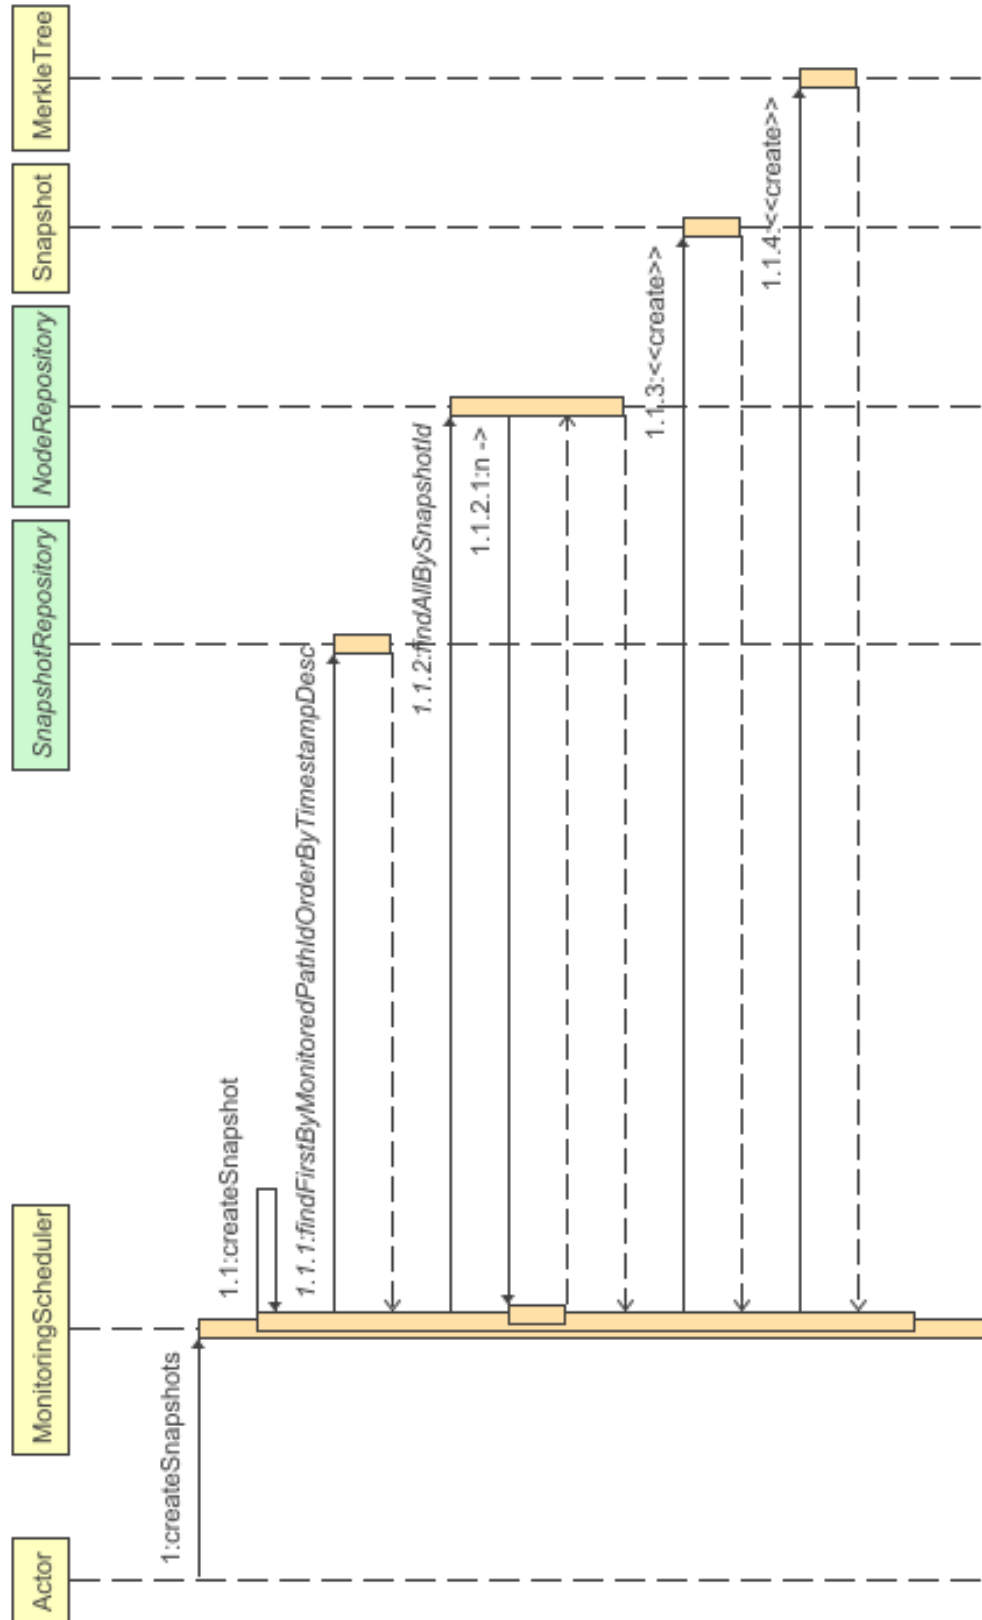 Actor
MonitoringScheduler
SnapshotRepository
NodeRepository
Snapshot
MerkleTree
1:createSnapshots
1.1:createSnapshot
1.1.1:findFirstByMonitoredPathIdOrderByTimestampDesc
1.1.2:findAllBySnapshotId
1.1.2.1:n ->
1.1.3:<<create>>
1.1.4:<<create>>